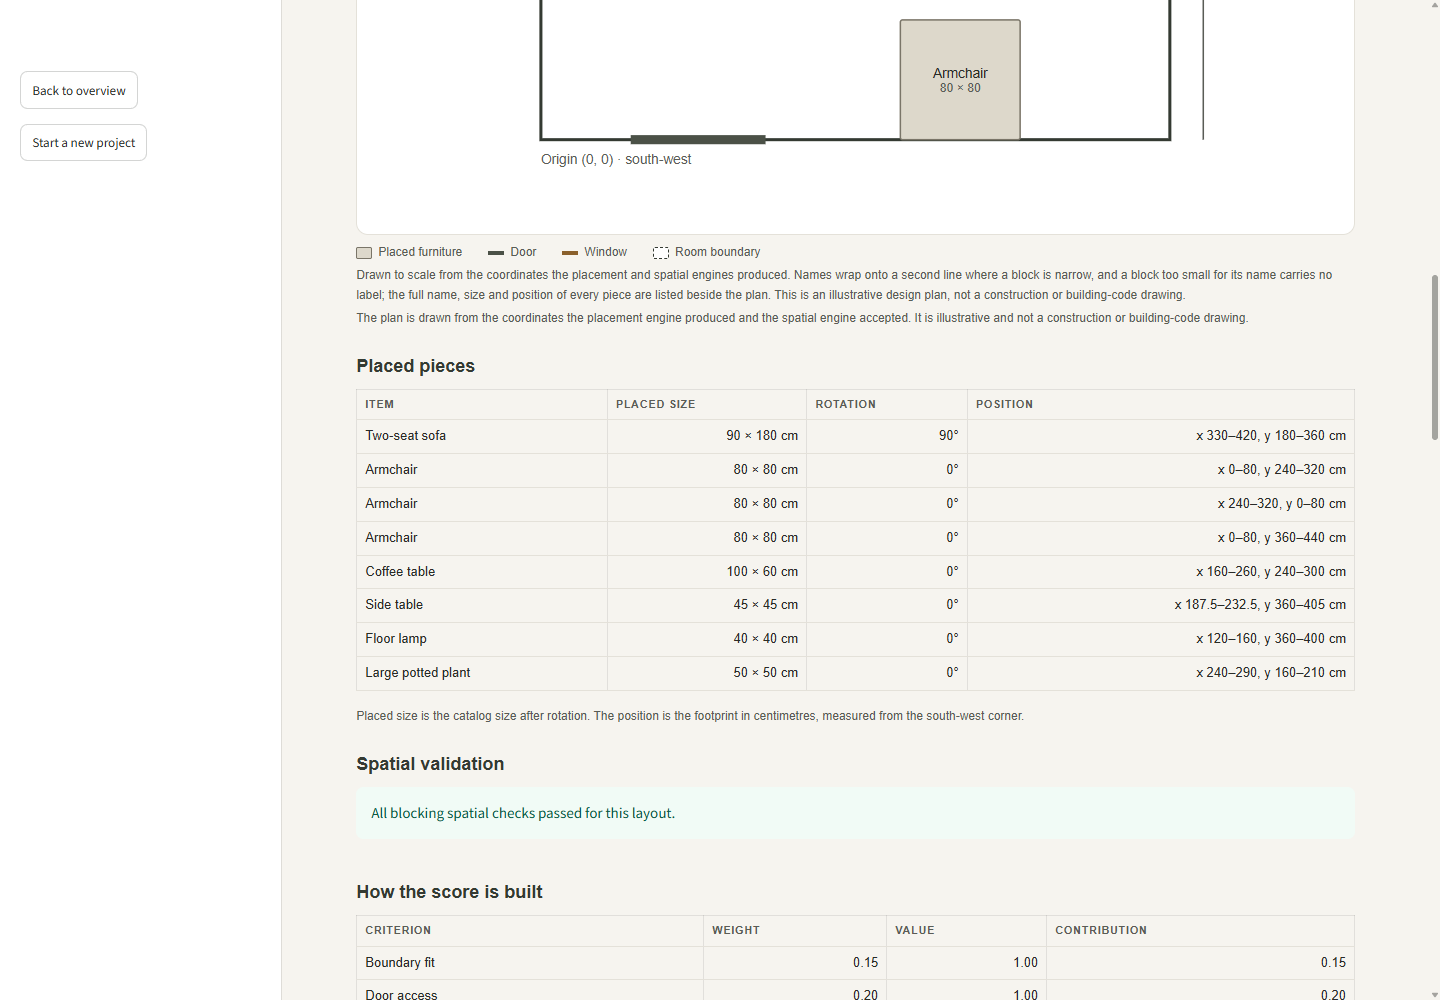 Back to overview
Start a new project
Armchair
80 × 80
Origin (0, 0) · south-west
Placed furniture Door Window Room boundary
Drawn to scale from the coordinates the placement and spatial engines produced. Names wrap onto a second line where a block is narrow, and a block too small for its name carries no
label; the full name, size and position of every piece are listed beside the plan. This is an illustrative design plan, not a construction or building-code drawing.
The plan is drawn from the coordinates the placement engine produced and the spatial engine accepted. It is illustrative and not a construction or building-code drawing.
Placed pieces
ITEM PLACED SIZE ROTATION POSITION
Two-seat sofa 90 × 180 cm 90° x 330–420, y 180–360 cm
Armchair 80 × 80 cm 0° x 0–80, y 240–320 cm
Armchair 80 × 80 cm 0° x 240–320, y 0–80 cm
Armchair 80 × 80 cm 0° x 0–80, y 360–440 cm
Coffee table 100 × 60 cm 0° x 160–260, y 240–300 cm
Side table 45 × 45 cm 0° x 187.5–232.5, y 360–405 cm
Floor lamp 40 × 40 cm 0° x 120–160, y 360–400 cm
Large potted plant 50 × 50 cm 0° x 240–290, y 160–210 cm
Placed size is the catalog size after rotation. The position is the footprint in centimetres, measured from the south-west corner.
Spatial validation
All blocking spatial checks passed for this layout.
How the score is built
CRITERION WEIGHT VALUE CONTRIBUTION
Boundary fit 0.15 1.00 0.15
Door access 0.20 1.00 0.20